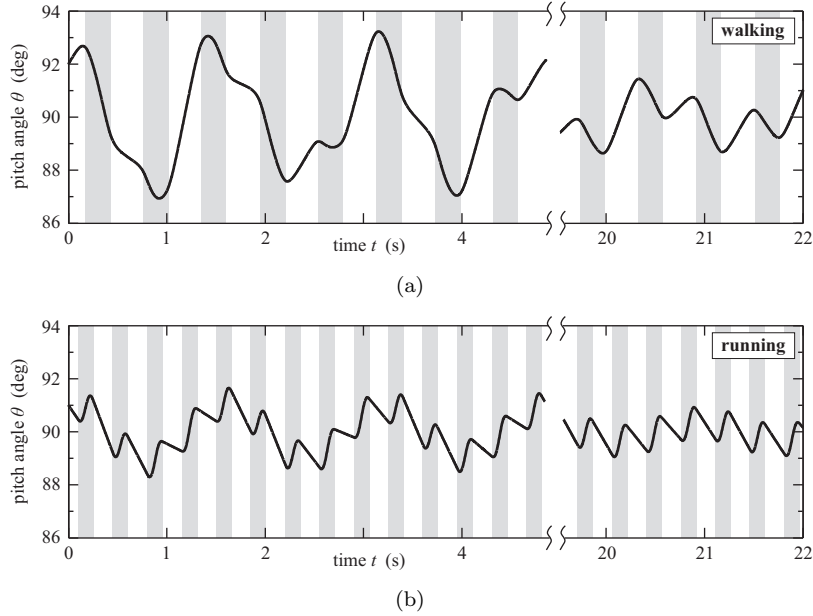 94
92
90
88
86
pitch angle θ (deg)
walking
0 1 2 3 4 20 21 22
time t (s)
(a)
94
92
90
88
86
pitch angle θ (deg)
running
0 1 2 3 4 20 21 22
time t (s)
(b)